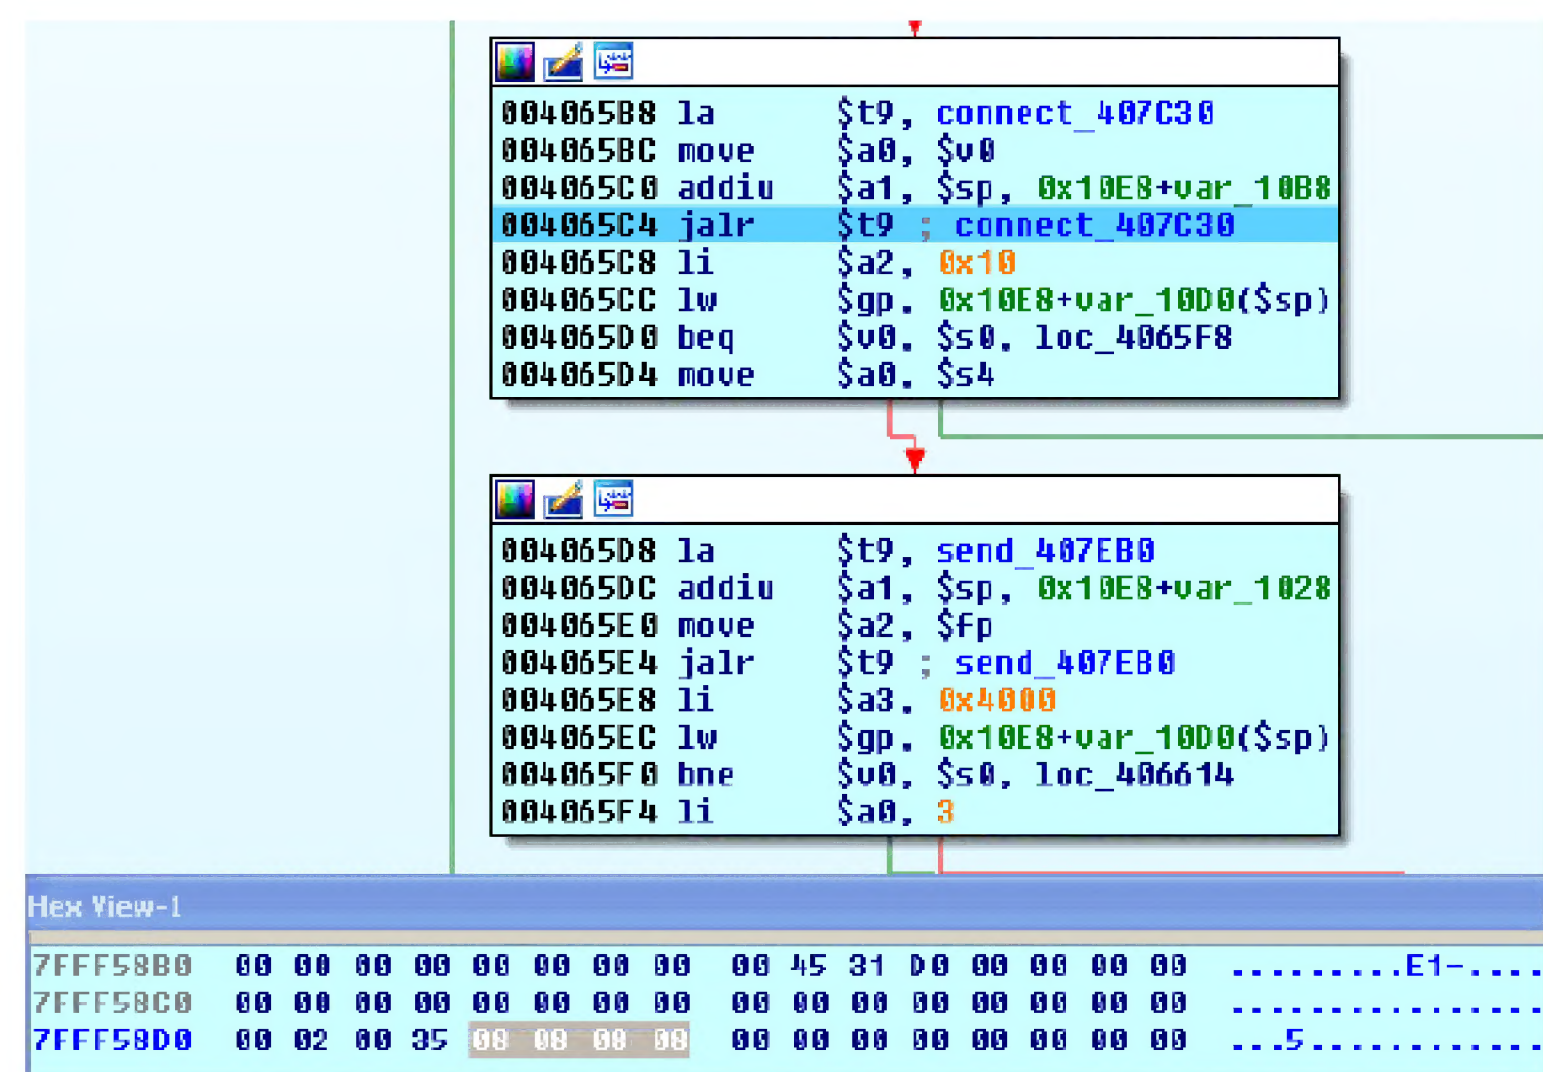 004065B8 la $t9, connect_407C30
004065BC move $a0, $v0
004065C0 addiu $a1, $sp, 0x10E8+var_10B8
004065C4 jalr $t9 ; connect_407C30
004065C8 li $a2, 0x10
004065CC lw $gp, 0x10E8+var_10D0($sp)
004065D0 beq $v0, $s0, loc_4065F8
004065D4 move $a0, $s4
004065D8 la $t9, send_407EB0
004065DC addiu $a1, $sp, 0x10E8+var_1028
004065E0 move $a2, $fp
004065E4 jalr $t9 ; send_407EB0
004065E8 li $a3, 0x4000
004065EC lw $gp, 0x10E8+var_10D0($sp)
004065F0 bne $v0, $s0, loc_406614
004065F4 li $a0, 3
Hex View-1
7FFF58B0 00 00 00 00 00 00 00 00 00 45 31 D0 00 00 00 00 .........E1-....
7FFF58C0 00 00 00 00 00 00 00 00 00 00 00 00 00 00 00 00 ................
7FFF58D0 00 02 00 35 08 08 08 08 00 00 00 00 00 00 00 00 ...5............